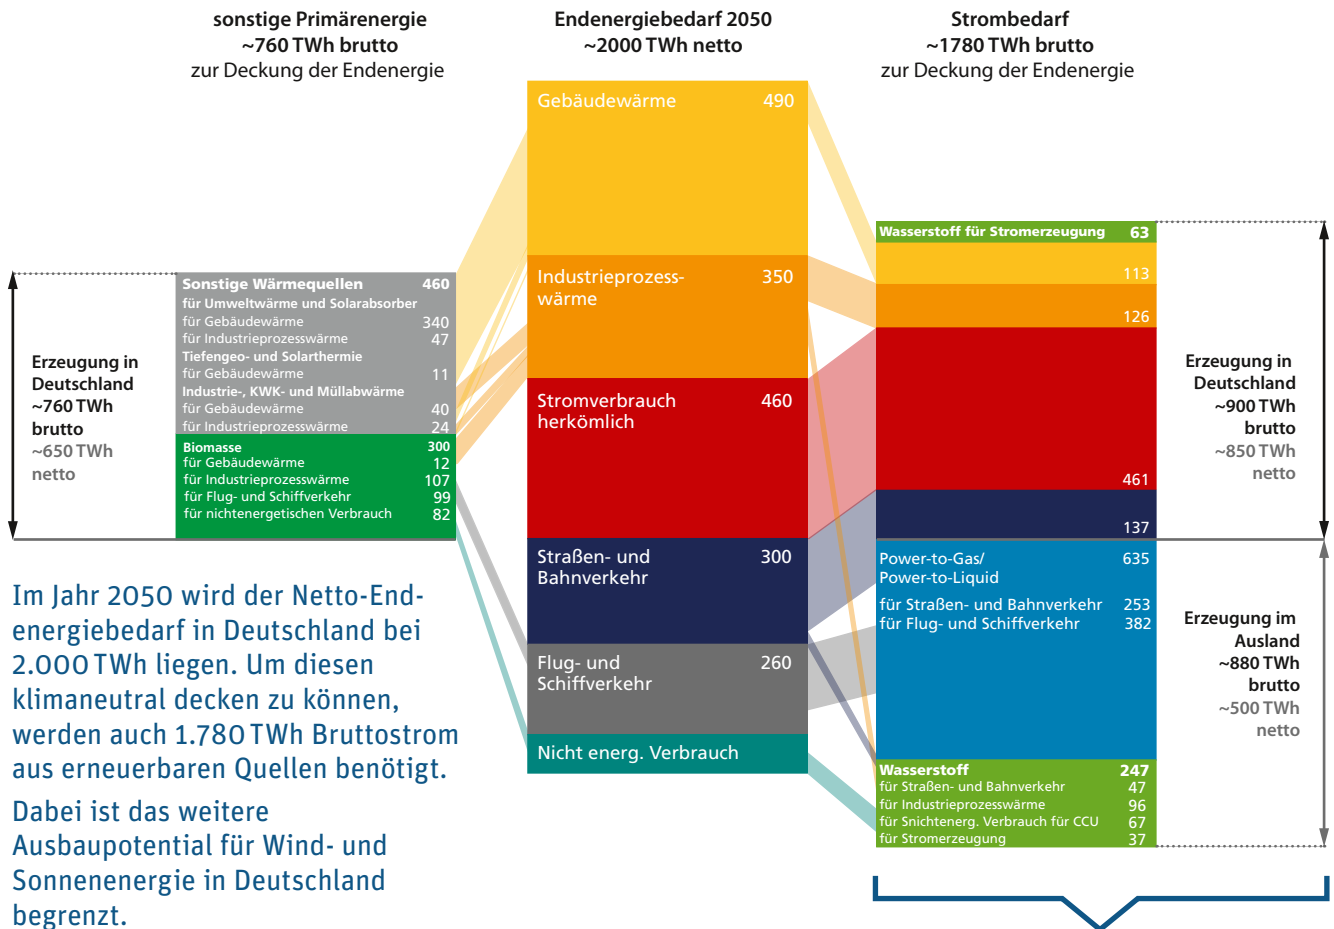 sonstige Primärenergie
~760 TWh brutto
zur Deckung der Endenergie
Endenergiebedarf 2050
~2000 TWh netto
Strombedarf
~1780 TWh brutto
zur Deckung der Endenergie
Erzeugung in
Deutschland
~760 TWh
brutto
~650 TWh
netto
Sonstige Wärmequellen 460
für Umweltwärme und Solarabsorber
für Gebäudewärme 340
für Industrieprozesswärme 47
Tiefengeo- und Solarthermie
für Gebäudewärme 11
Industrie-, KWK- und Müllabwärme
für Gebäudewärme 40
für Industrieprozesswärme 24
Biomasse 300
für Gebäudewärme 12
für Industrieprozesswärme 107
für Flug- und Schiffverkehr 99
für nichtenergetischen Verbrauch 82
Gebäudewärme 490
Industrieprozess- 350
wärme
Stromverbrauch 460
herkömlich
Straßen- und 300
Bahnverkehr
Flug- und 260
Schiffverkehr
Nicht energ. Verbrauch
Wasserstoff für Stromerzeugung 63
113
126
461
137
Power-to-Gas/ 635
Power-to-Liquid
für Straßen- und Bahnverkehr 253
für Flug- und Schiffverkehr 382
Wasserstoff 247
für Straßen- und Bahnverkehr 47
für Industrieprozesswärme 96
für Snichtenerg. Verbrauch für CCU 67
für Stromerzeugung 37
Erzeugung in
Deutschland
~900 TWh
brutto
~850 TWh
netto
Erzeugung im
Ausland
~880 TWh
brutto
~500 TWh
netto
Im Jahr 2050 wird der Netto-End-
energiebedarf in Deutschland bei
2.000 TWh liegen. Um diesen
klimaneutral decken zu können,
werden auch 1.780 TWh Bruttostrom
aus erneuerbaren Quellen benötigt.
Dabei ist das weitere
Ausbaupotential für Wind- und
Sonnenenergie in Deutschland
begrenzt.